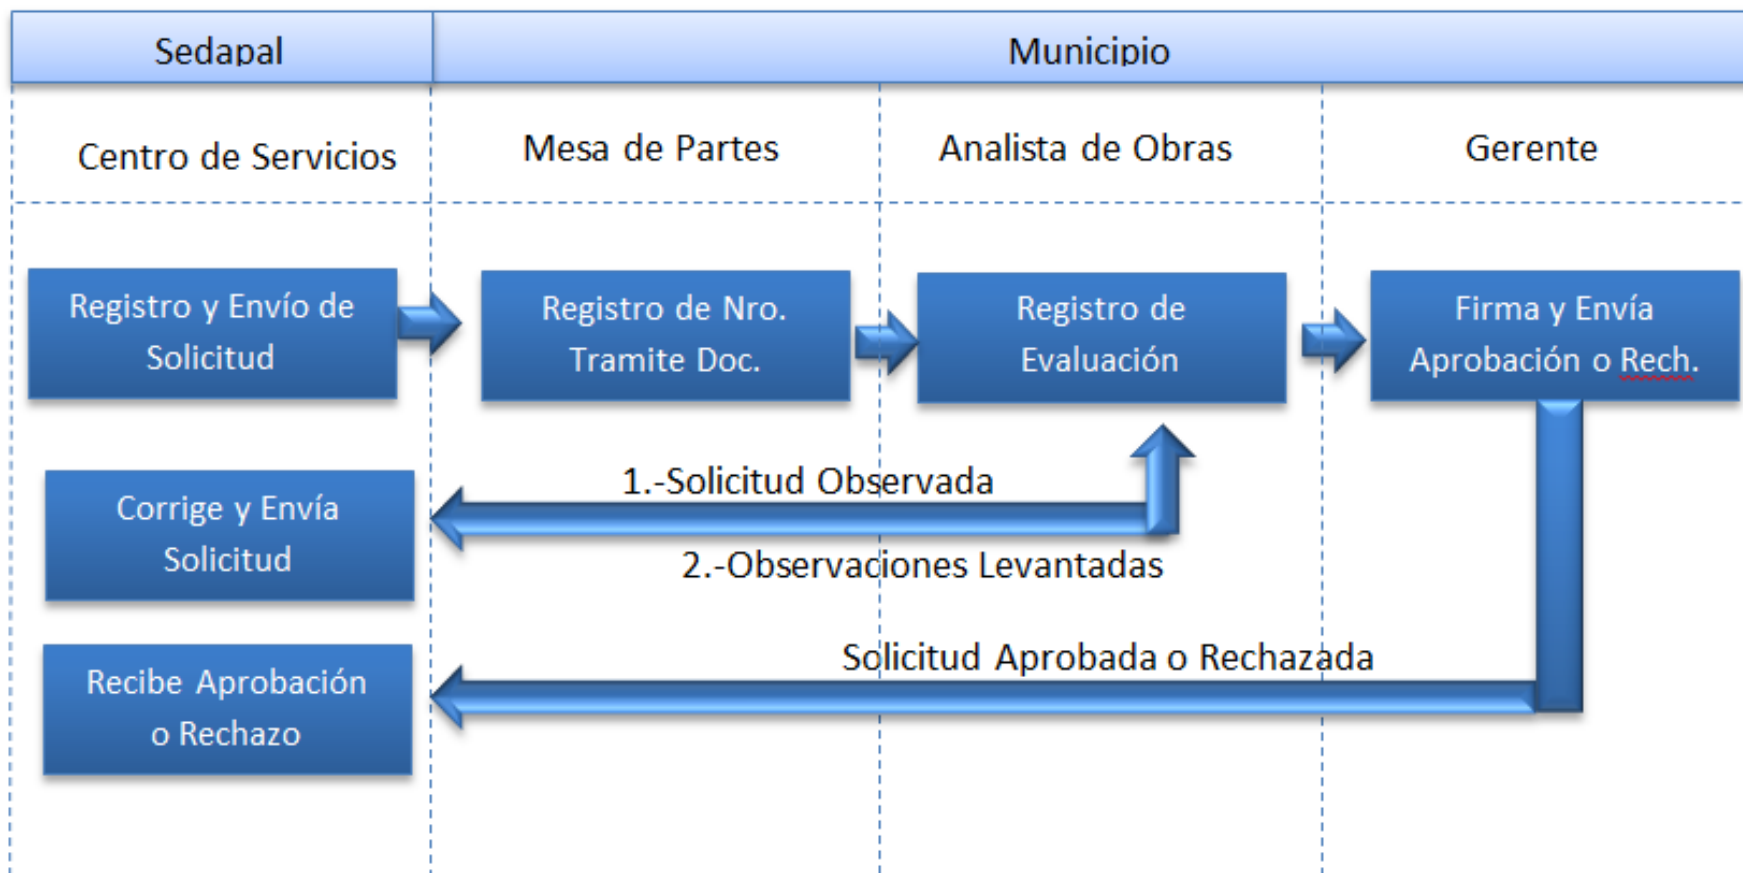 Sedapal
Municipio
Centro de Servicios
Mesa de Partes
Analista de Obras
Gerente
Registro y Envío de
Solicitud
Registro de Nro.
Tramite Doc.
Registro de
Evaluación
Firma y Envía
Aprobación o Rech.
Corrige y Envía
Solicitud
1.-Solicitud Observada
2.-Observaciones Levantadas
Recibe Aprobación
o Rechazo
Solicitud Aprobada o Rechazada